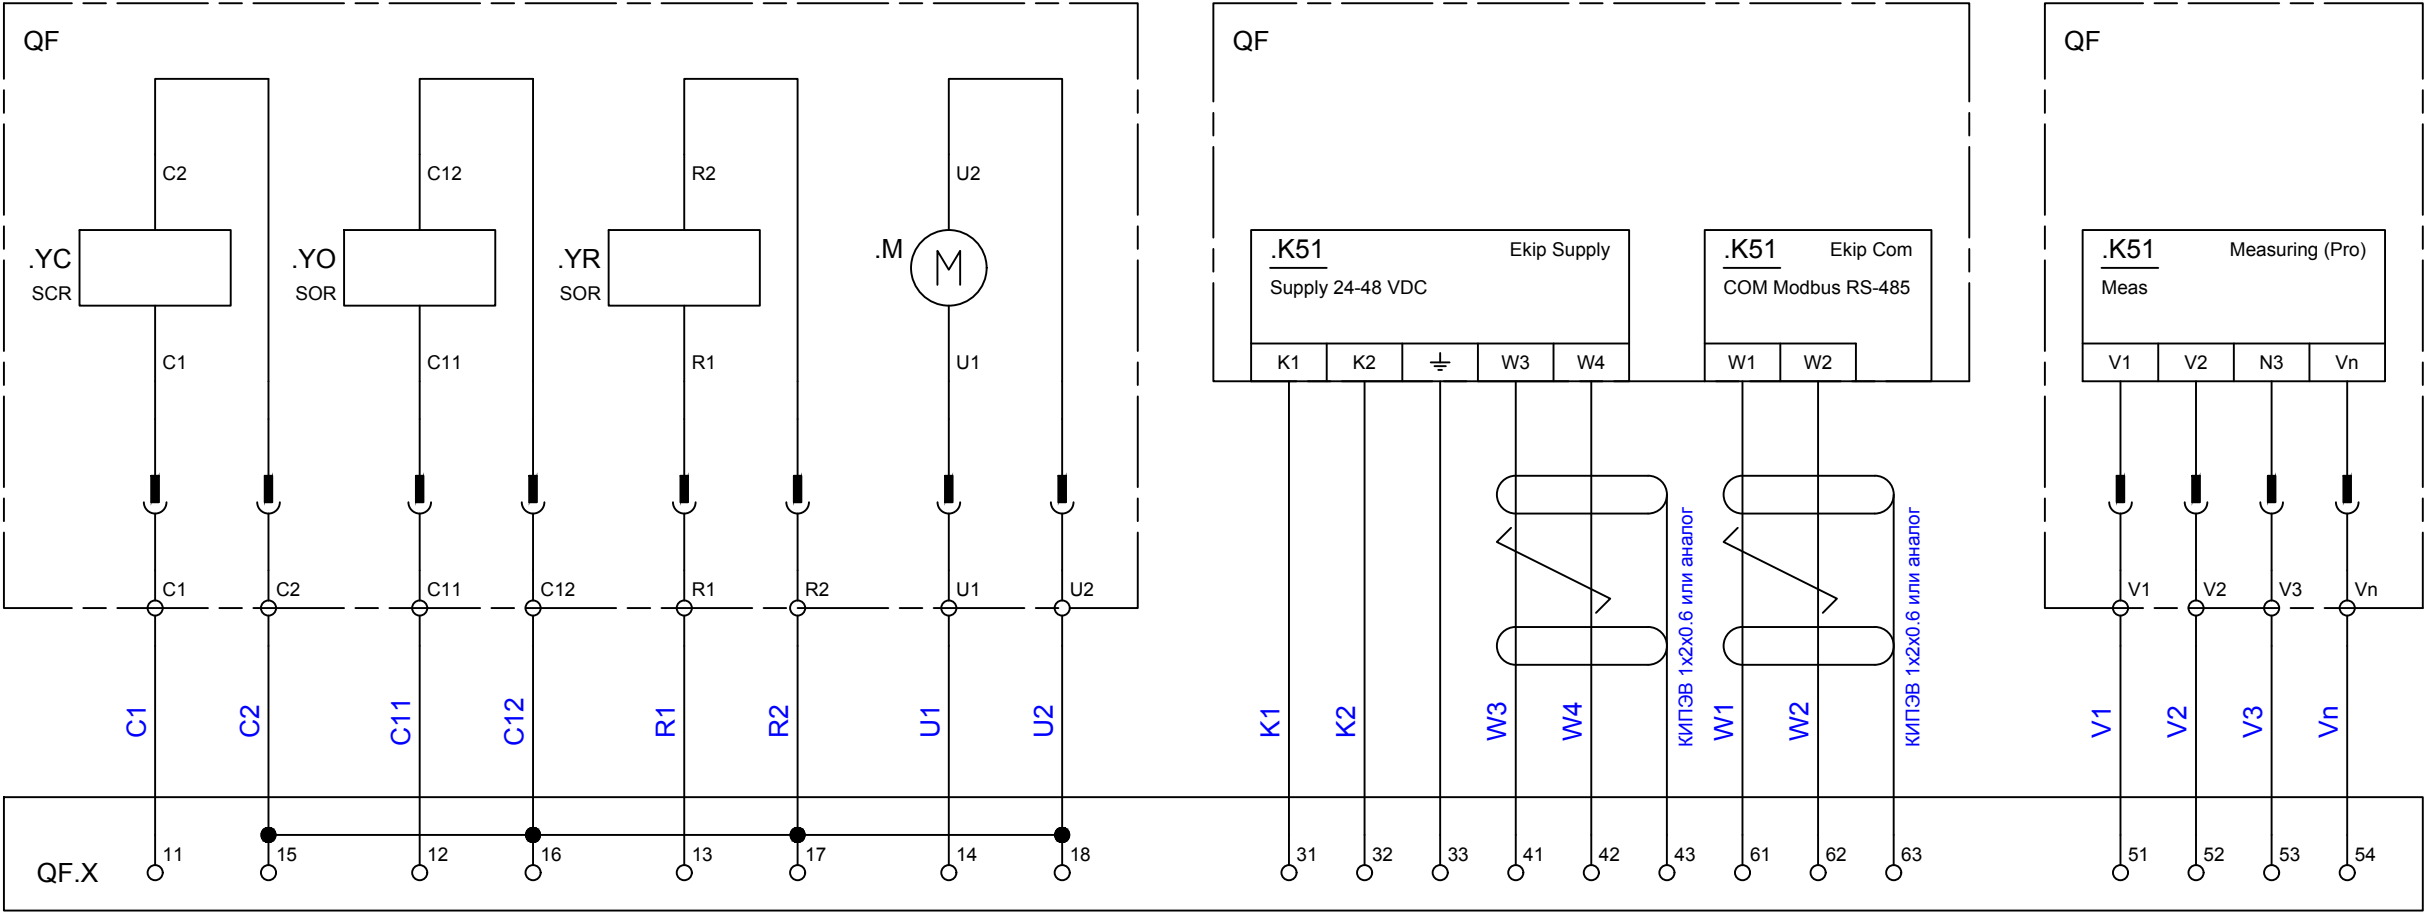 QF
QF
QF
C2
C12
R2
U2
.YC
SCR
.YO
SOR
.YR
SOR
.M
M
.K51
Ekip Supply
Supply 24-48 VDC
.K51
Ekip Com
COM Modbus RS-485
.K51
Measuring (Pro)
Meas
C1
C11
R1
U1
K1
K2
W3
W4
W1
W2
V1
V2
N3
Vn
C1
C2
C11
C12
R1
R2
U1
U2
V1
V2
V3
Vn
C1
C2
C11
C12
R1
R2
U1
U2
K1
K2
W3
W4
КИПЭВ 1x2x0.6 или аналог
W1
W2
КИПЭВ 1x2x0.6 или аналог
V1
V2
V3
Vn
QF.X
11
15
12
16
13
17
14
18
31
32
33
41
42
43
61
62
63
51
52
53
54